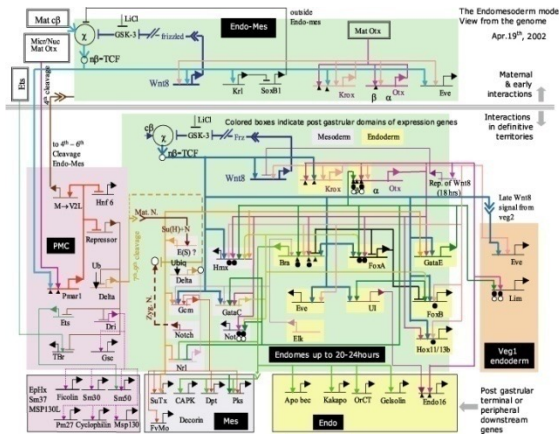 The Endomesoderm mode
View from the genome
Apr.19th, 2002
Mat cβ
LiCl
χ
GSK-3
frizzled
nβ=TCF
Endo-Mes
outside
Endo-mes
Mat Otx
Micr/Nuc
Mat Otx
Ets
4th cleavage
Wnt8
Krl
SoxB1
Krox
β
α
Otx
Eve
Maternal
& early
interactions
Interactions
in definitive
territories
LiCl
Colored boxes indicate post gastrular domains of expression genes
cβ
χ
GSK-3
Frz
Mesoderm
Endoderm
nβ=TCF
to 4th – 6th
Cleavage
Endo-Mes
Wnt8
Krox
α
Otx
Rep. of Wnt8
(18 hrs)
M→V2L
Hnf 6
PMC
Repressor
Mat. N.
Su(H)+N
E(S) ?
Ub
Delta
Ubiq
Delta
Hmx
Bra
FoxA
GataE
Late Wnt8
signal from
veg2
Eve
Pmar1
Gcm
GataC
FoxB
Lim
Ets
Dri
Zyg. N.
Notch
Not
Eve
UI
Elk
Hox11/13b
TBr
Gsc
Nrl
Endomes up to 20-24hours
Veg1
endoderm
EpHx
Sm37
MSP130L
Ficolin
Sm30
Sm50
Pm27
Cyclophilin
Msp130
SuTx
CAPK
Dpt
Pks
FvMo
Decorin
Mes
Apo bec
Kakapo
OrCT
Gelsolin
Endo16
Endo
Post gastrular
terminal or
peripheral
downstream
genes